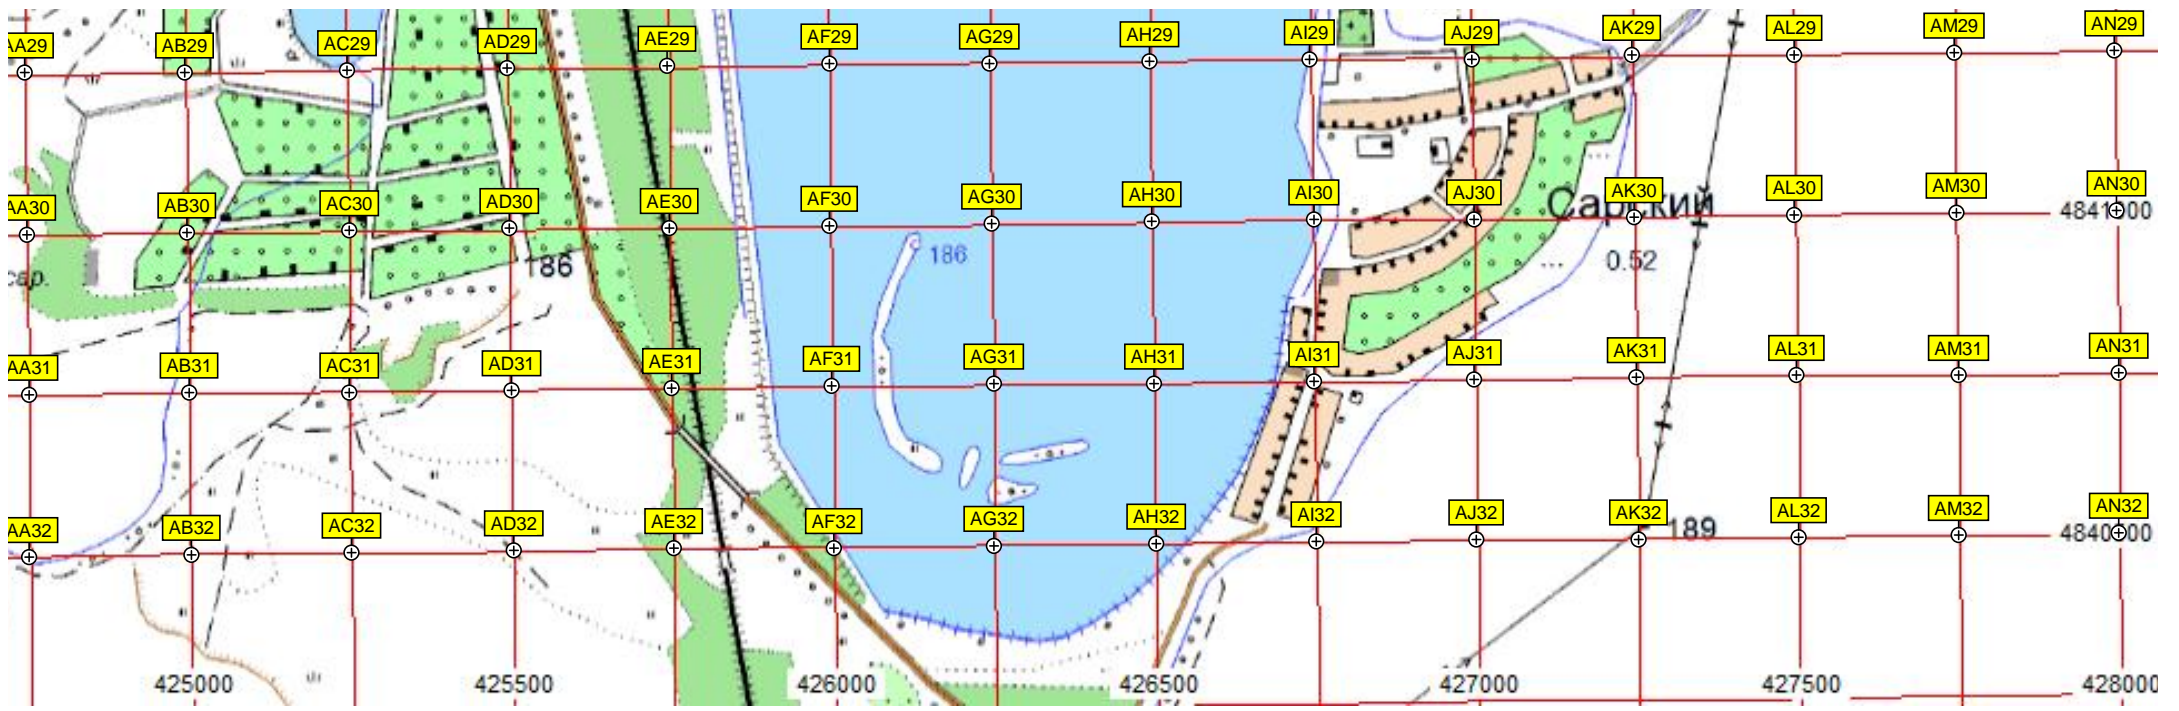 AA29 AB29 AC29 AD29 AE29 AF29 AG29 AH29 AI29 AJ29 AK29 AL29 AM29 AN29
AA30 AB30 AC30 AD30 AE30 AF30 AG30 AH30 AI30 AJ30 AK30 AL30 AM30 AN30
Сарский
4841000
186
186
0.52
сар.
AA31 AB31 AC31 AD31 AE31 AF31 AG31 AH31 AI31 AJ31 AK31 AL31 AM31 AN31
AA32 AB32 AC32 AD32 AE32 AF32 AG32 AH32 AI32 AJ32 AK32 AL32 AM32 AN32
189
4840000
425000 425500 426000 426500 427000 427500 428000